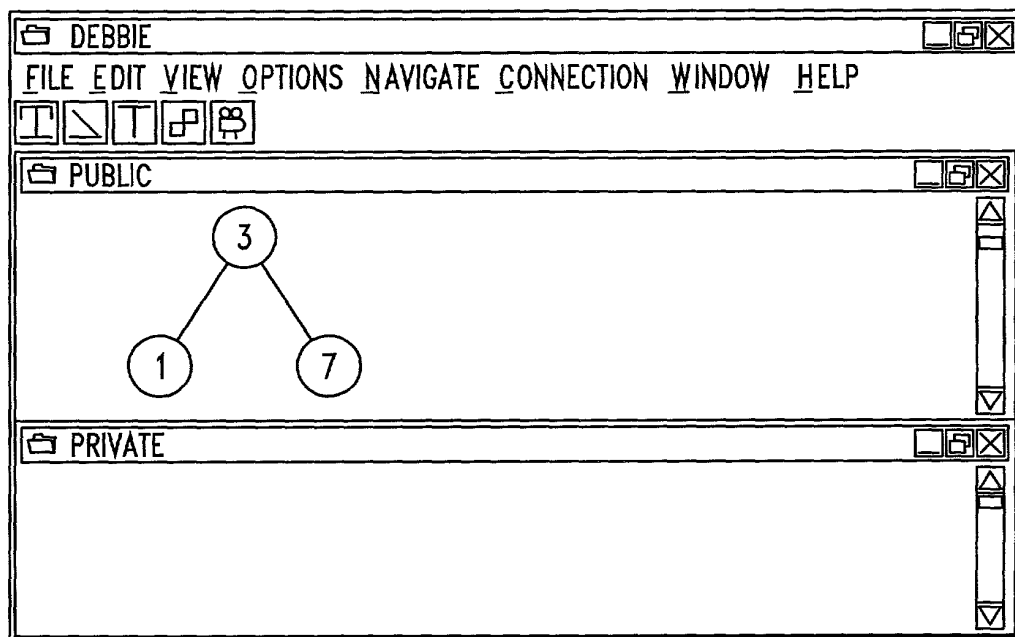 DEBBIE
FILE EDIT VIEW OPTIONS NAVIGATE CONNECTION WINDOW HELP
PUBLIC
3
1 7
PRIVATE